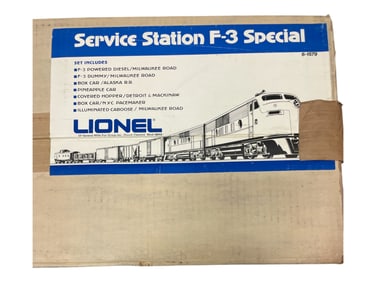 Service Station F-3 Special
6-1579
SET INCLUDES
■ F-3 POWERED DIESEL/MILWAUKEE ROAD
■ F-3 DUMMY/MILWAUKEE ROAD
■ BOX CAR/ALASKA R.R.
■ PINEAPPLE CAR
■ COVERED HOPPER/DETROIT & MACKINAW
■ BOX CAR/N.Y.C. PACEMAKER
■ ILLUMINATED CABOOSE / MILWAUKEE ROAD
LIONEL